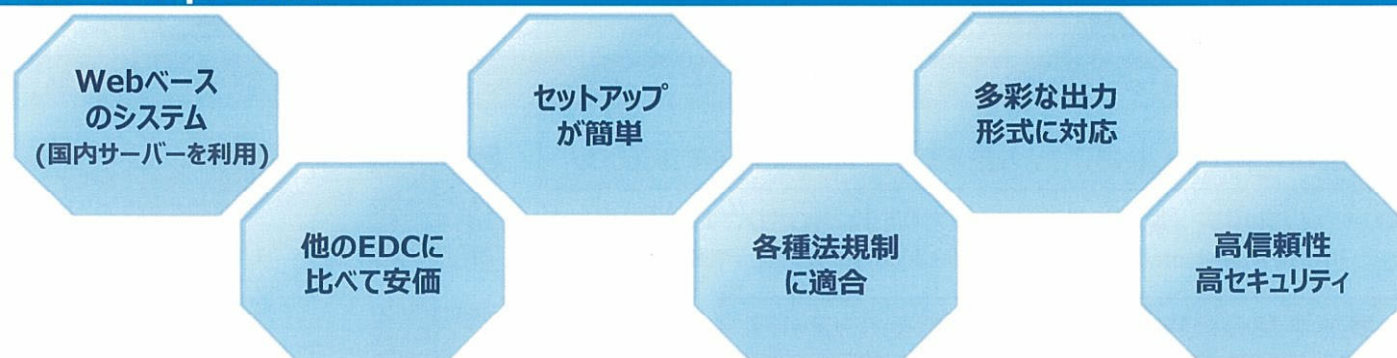 Webベース
のシステム
(国内サーバーを利用)
他のEDCに
比べて安価
セットアップ
が簡単
各種法規制
に適合
多彩な出力
形式に対応
高信頼性
高セキュリティ